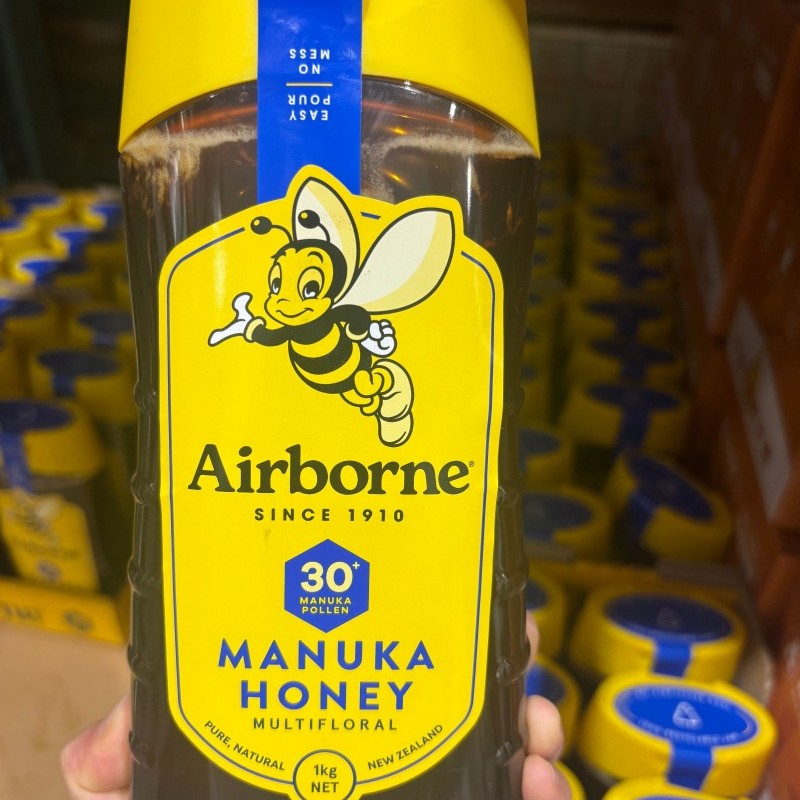 EASY
POUR
NO
MESS
Airborne®
SINCE 1910
30+
MANUKA
POLLEN
MANUKA
HONEY
MULTIFLORAL
PURE, NATURAL
NEW ZEALAND
1kg
NET